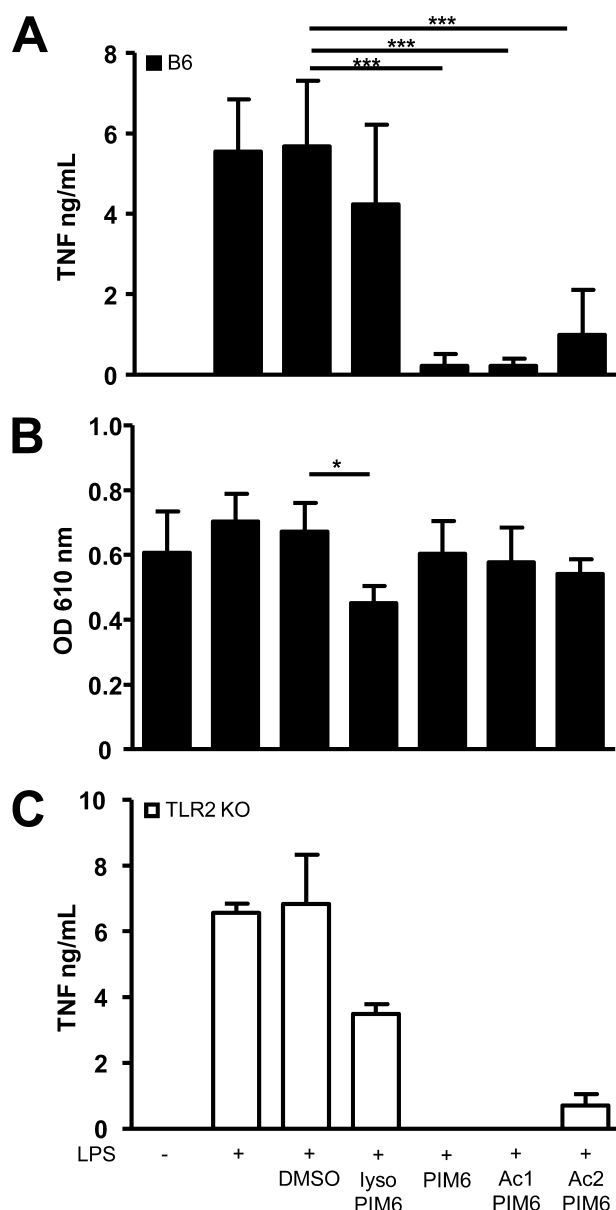 A
***
***
***
B6
8
6
4
2
0
TNF ng/mL
B
*
1.0
0.8
0.6
0.4
0.2
0
OD 610 nm
C
TLR2 KO
10
8
6
4
2
0
TNF ng/mL
LPS - + + + + + +
DMSO lyso PIM6 Ac1 Ac2
PIM6 PIM6 PIM6